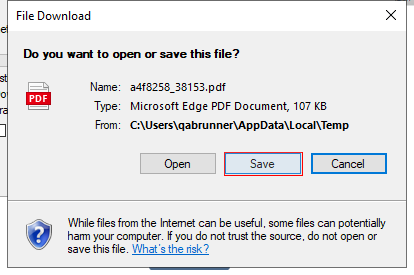 File Download
Do you want to open or save this file?
PDF
Name: a4f8258_38153.pdf
Type: Microsoft Edge PDF Document, 107 KB
From: C:\Users\qabrunner\AppData\Local\Temp
Open Save Cancel
While files from the Internet can be useful, some files can potentially
harm your computer. If you do not trust the source, do not open or
save this file. What's the risk?